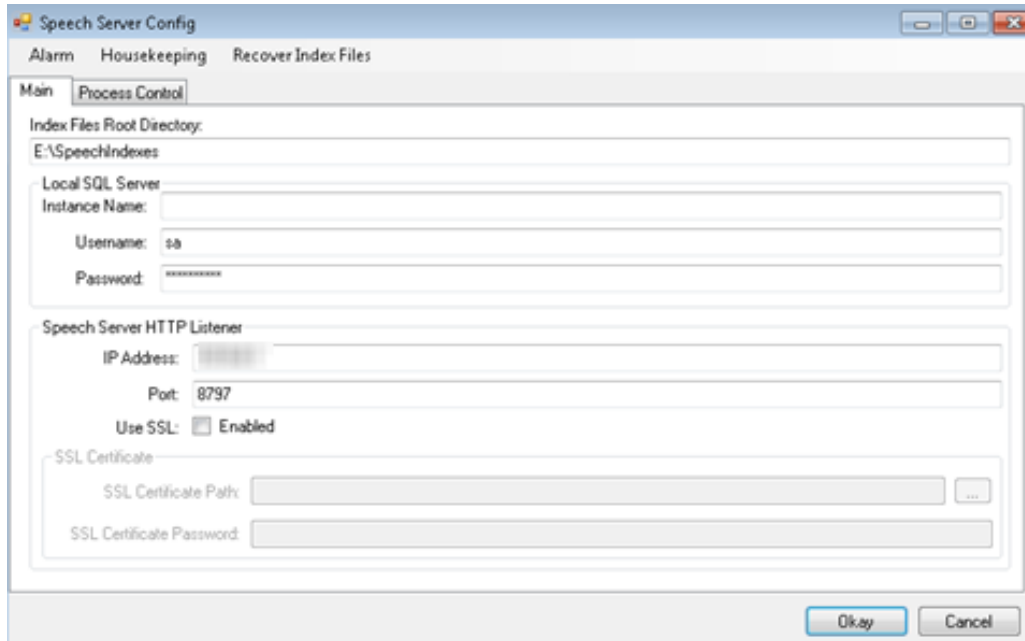 Speech Server Config
Alarm Housekeeping Recover Index Files
Main Process Control
Index Files Root Directory:
E:\SpeechIndexes
Local SQL Server
Instance Name:
Username: sa
Password: **********
Speech Server HTTP Listener
IP Address:
Port: 8797
Use SSL: Enabled
SSL Certificate
SSL Certificate Path: ...
SSL Certificate Password:
Okay Cancel